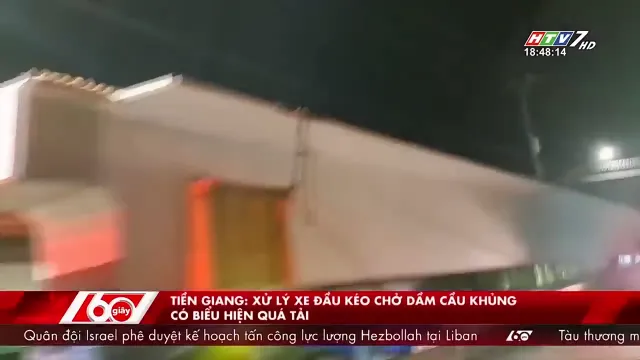 HTV7 HD
18:48:14
60 giây
TIỀN GIANG: XỬ LÝ XE ĐẦU KÉO CHỞ DẦM CẦU KHỦNG
CÓ BIỂU HIỆN QUÁ TẢI
Quân đội Israel phê duyệt kế hoạch tấn công lực lượng Hezbollah tại Liban 60 Tàu thương m